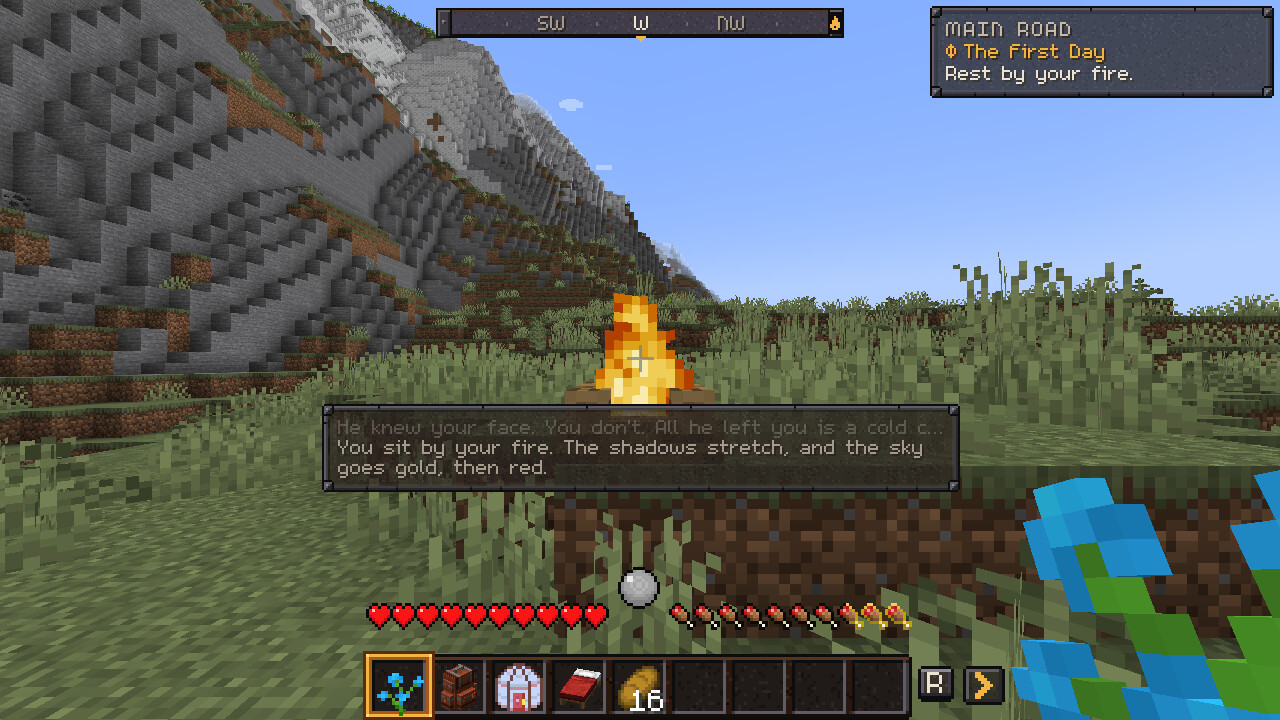 SW W NW
MAIN ROAD
The First Day
Rest by your fire.
He knew your face. You don't. All he left you is a cold c...
You sit by your fire. The shadows stretch, and the sky
goes gold, then red.
16
R